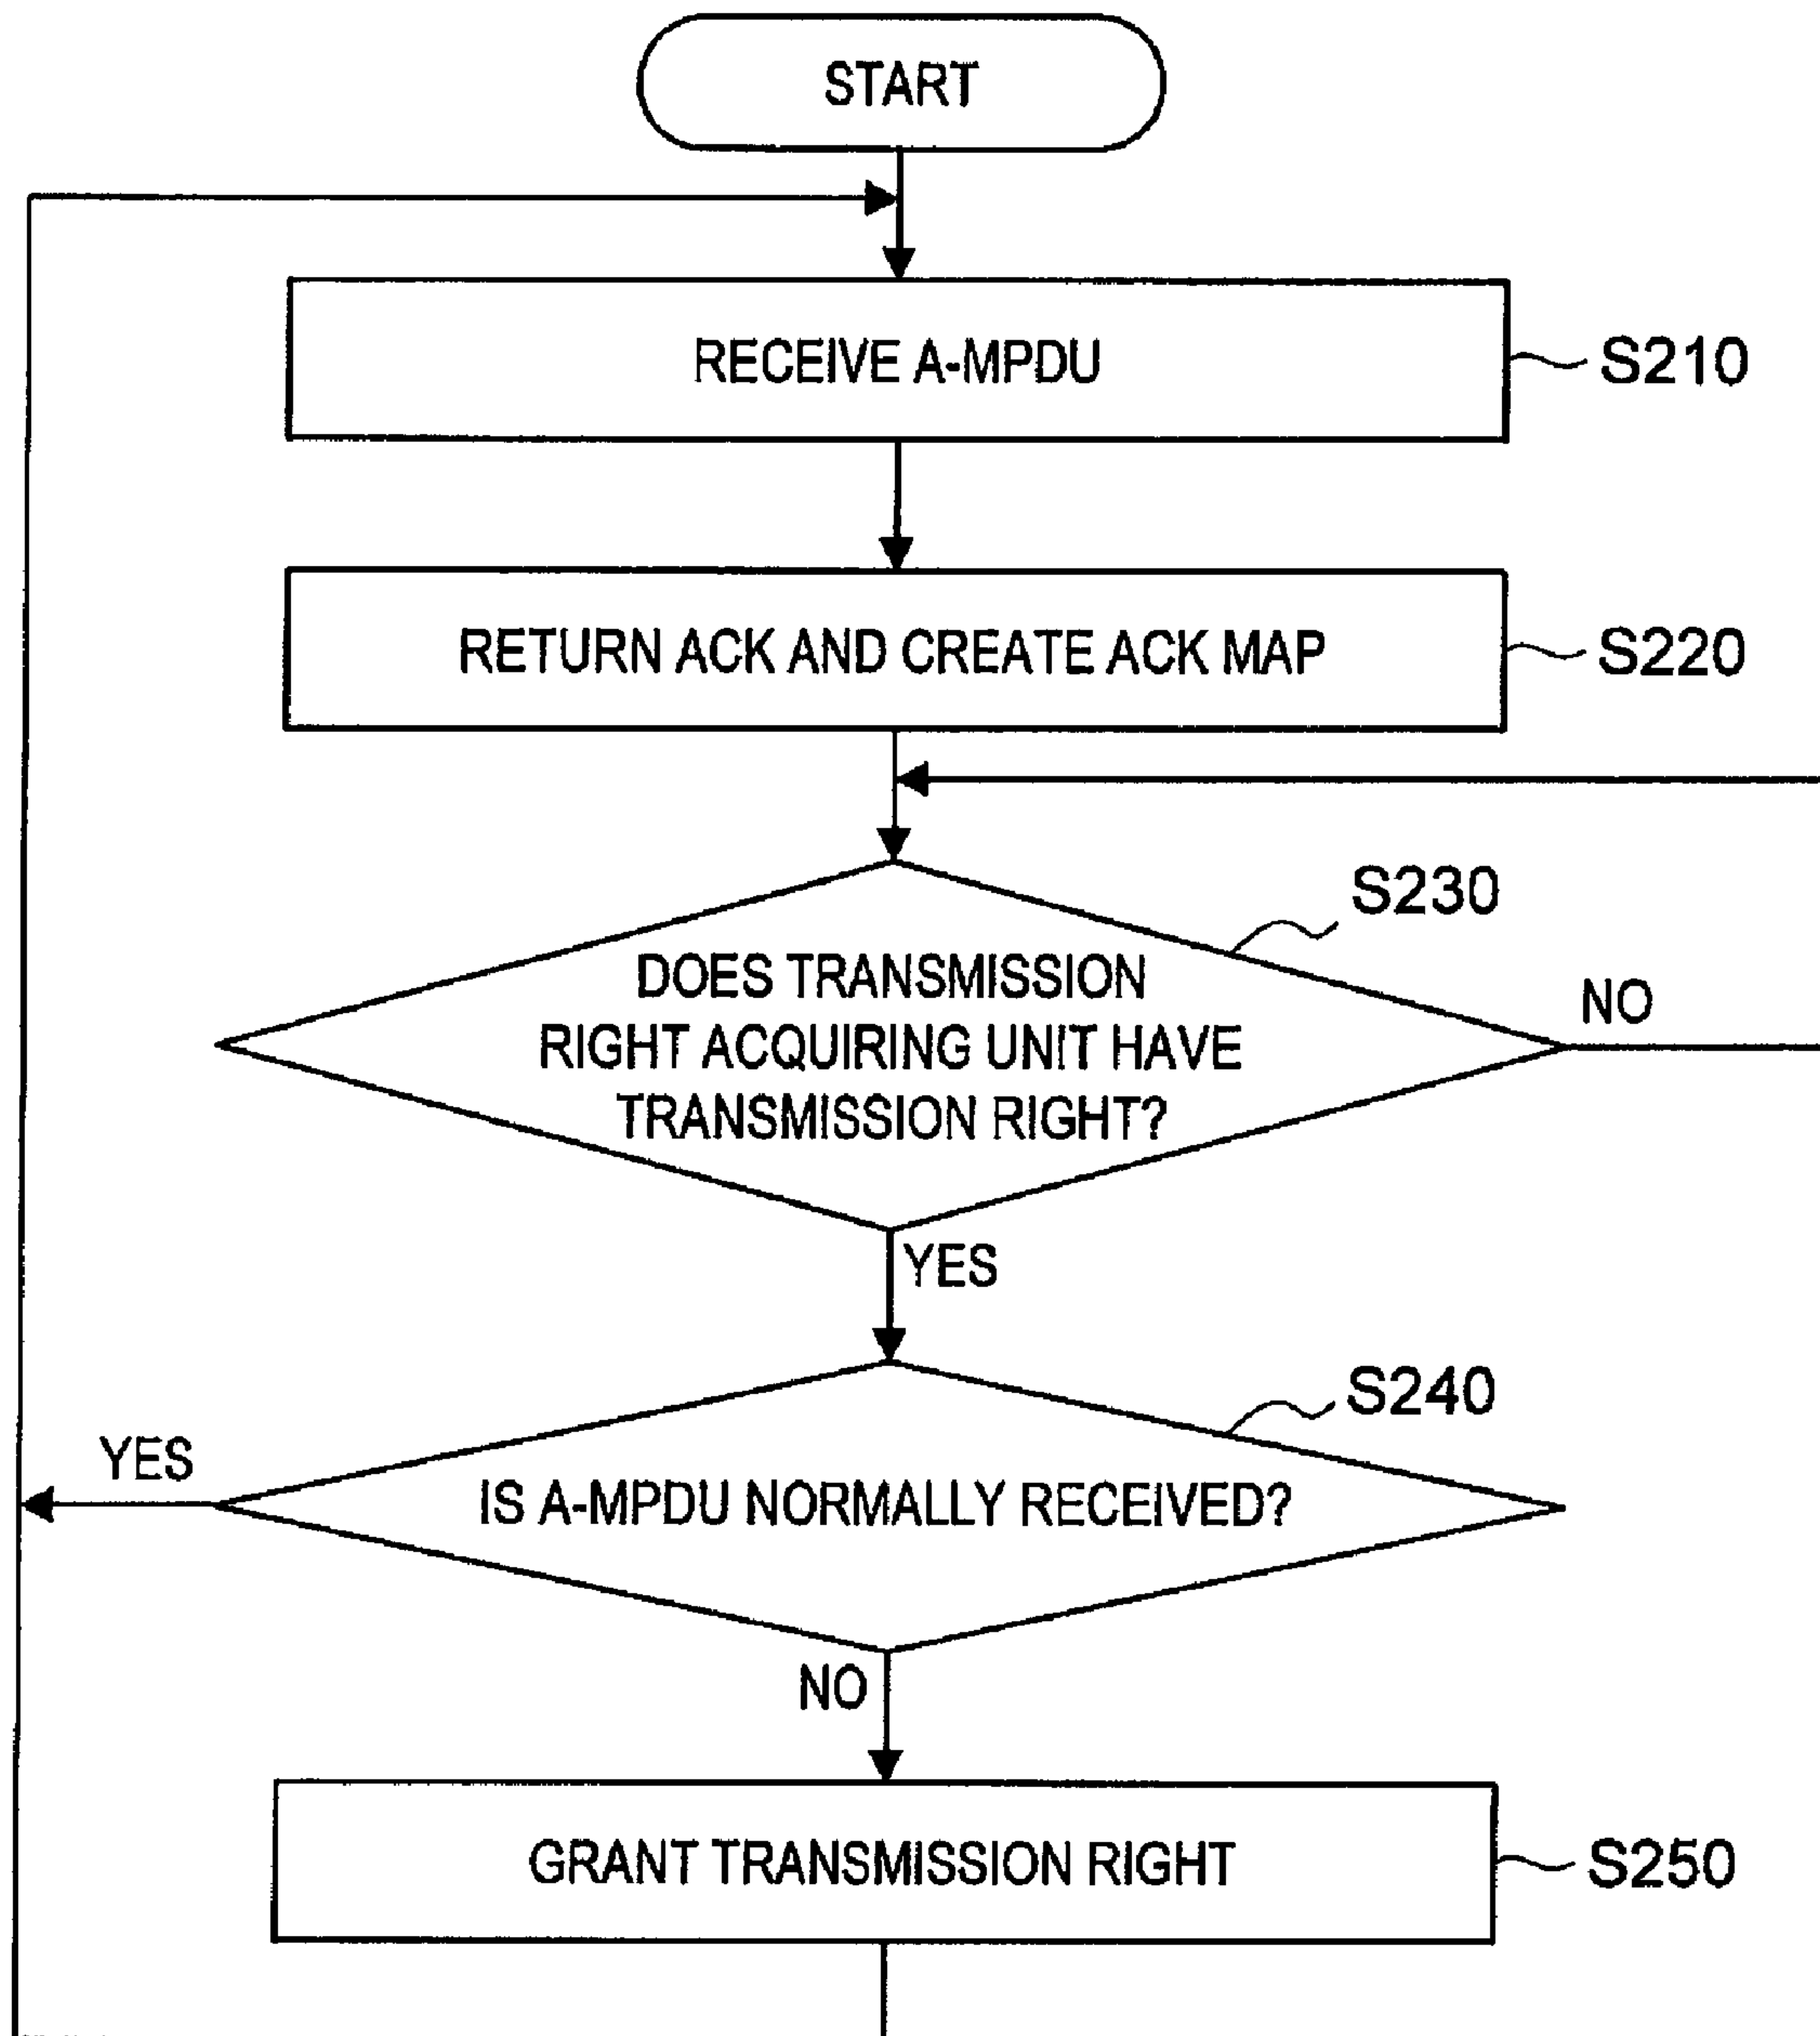 START
RECEIVE A-MPDU
S210
RETURN ACK AND CREATE ACK MAP
S220
S230
DOES TRANSMISSION
RIGHT ACQUIRING UNIT HAVE
TRANSMISSION RIGHT?
NO
YES
S240
YES
IS A-MPDU NORMALLY RECEIVED?
NO
GRANT TRANSMISSION RIGHT
S250